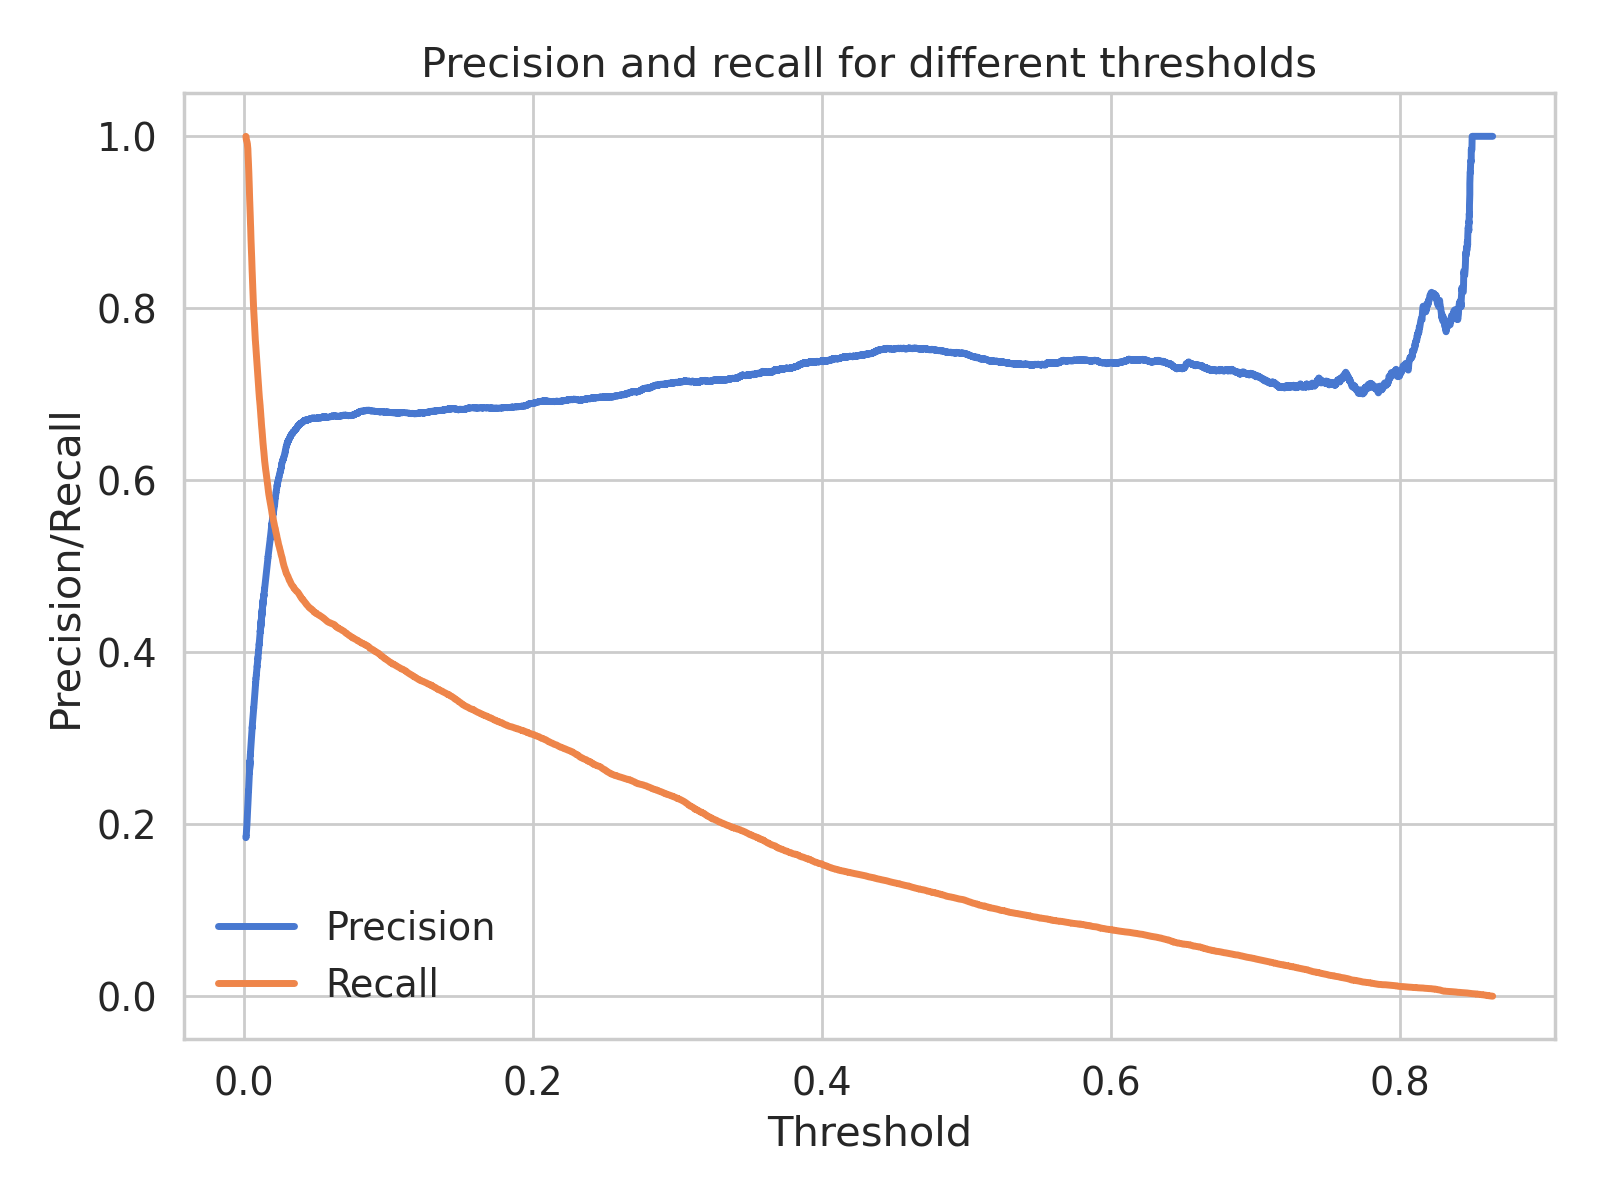 Precision and recall for different thresholds
Precision/Recall
1.0
0.8
0.6
0.4
0.2
0.0
Precision
Recall
0.0 0.2 0.4 0.6 0.8
Threshold